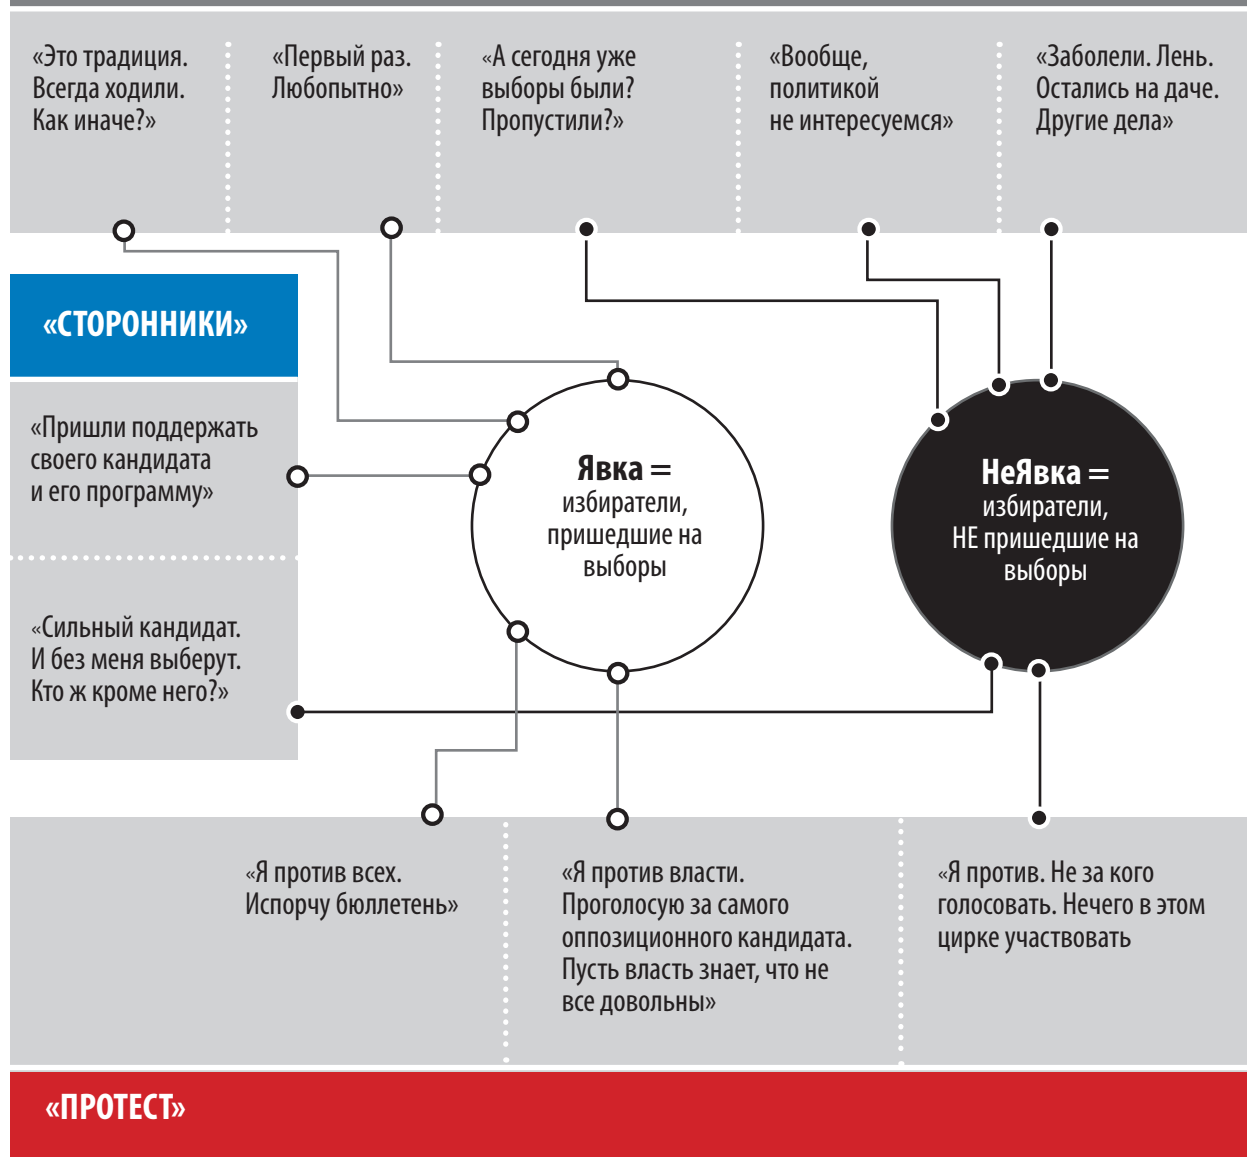 «Это традиция.
Всегда ходили.
Как иначе?»
«Первый раз.
Любопытно»
«А сегодня уже
выборы были?
Пропустили?»
«Вообще,
политикой
не интересуемся»
«Заболели. Лень.
Остались на даче.
Другие дела»
«СТОРОННИКИ»
«Пришли поддержать
своего кандидата
и его программу»
«Сильный кандидат.
И без меня выберут.
Кто ж кроме него?»
Явка =
избиратели,
пришедшие на
выборы
НеЯвка =
избиратели,
НЕ пришедшие на
выборы
«Я против всех.
Испорчу бюллетень»
«Я против власти.
Проголосую за самого
оппозиционного кандидата.
Пусть власть знает, что не
все довольны»
«Я против. Не за кого
голосовать. Нечего в этом
цирке участвовать
«ПРОТЕСТ»